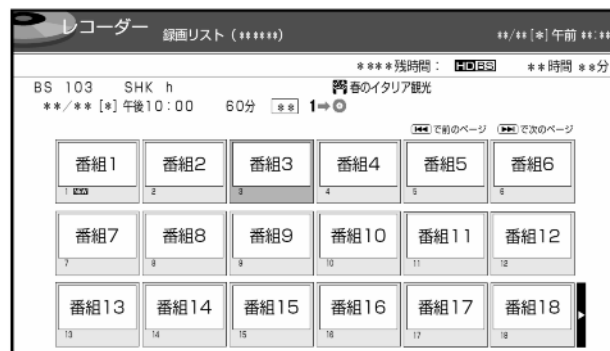 レコーダー 録画リスト (******) **/** [*] 午前 **:**
****残時間: HD BS **時間 **分
BS 103 SHK h 春のイタリア観光
**/** [*] 午後10:00 60分 ** 1➡
で前のページ で次のページ
番組1 番組2 番組3 番組4 番組5 番組6
1 NEW 2 3 4 5 6
番組7 番組8 番組9 番組10 番組11 番組12
7 8 9 10 11 12
番組13 番組14 番組15 番組16 番組17 番組18
13 14 15 16 17 18